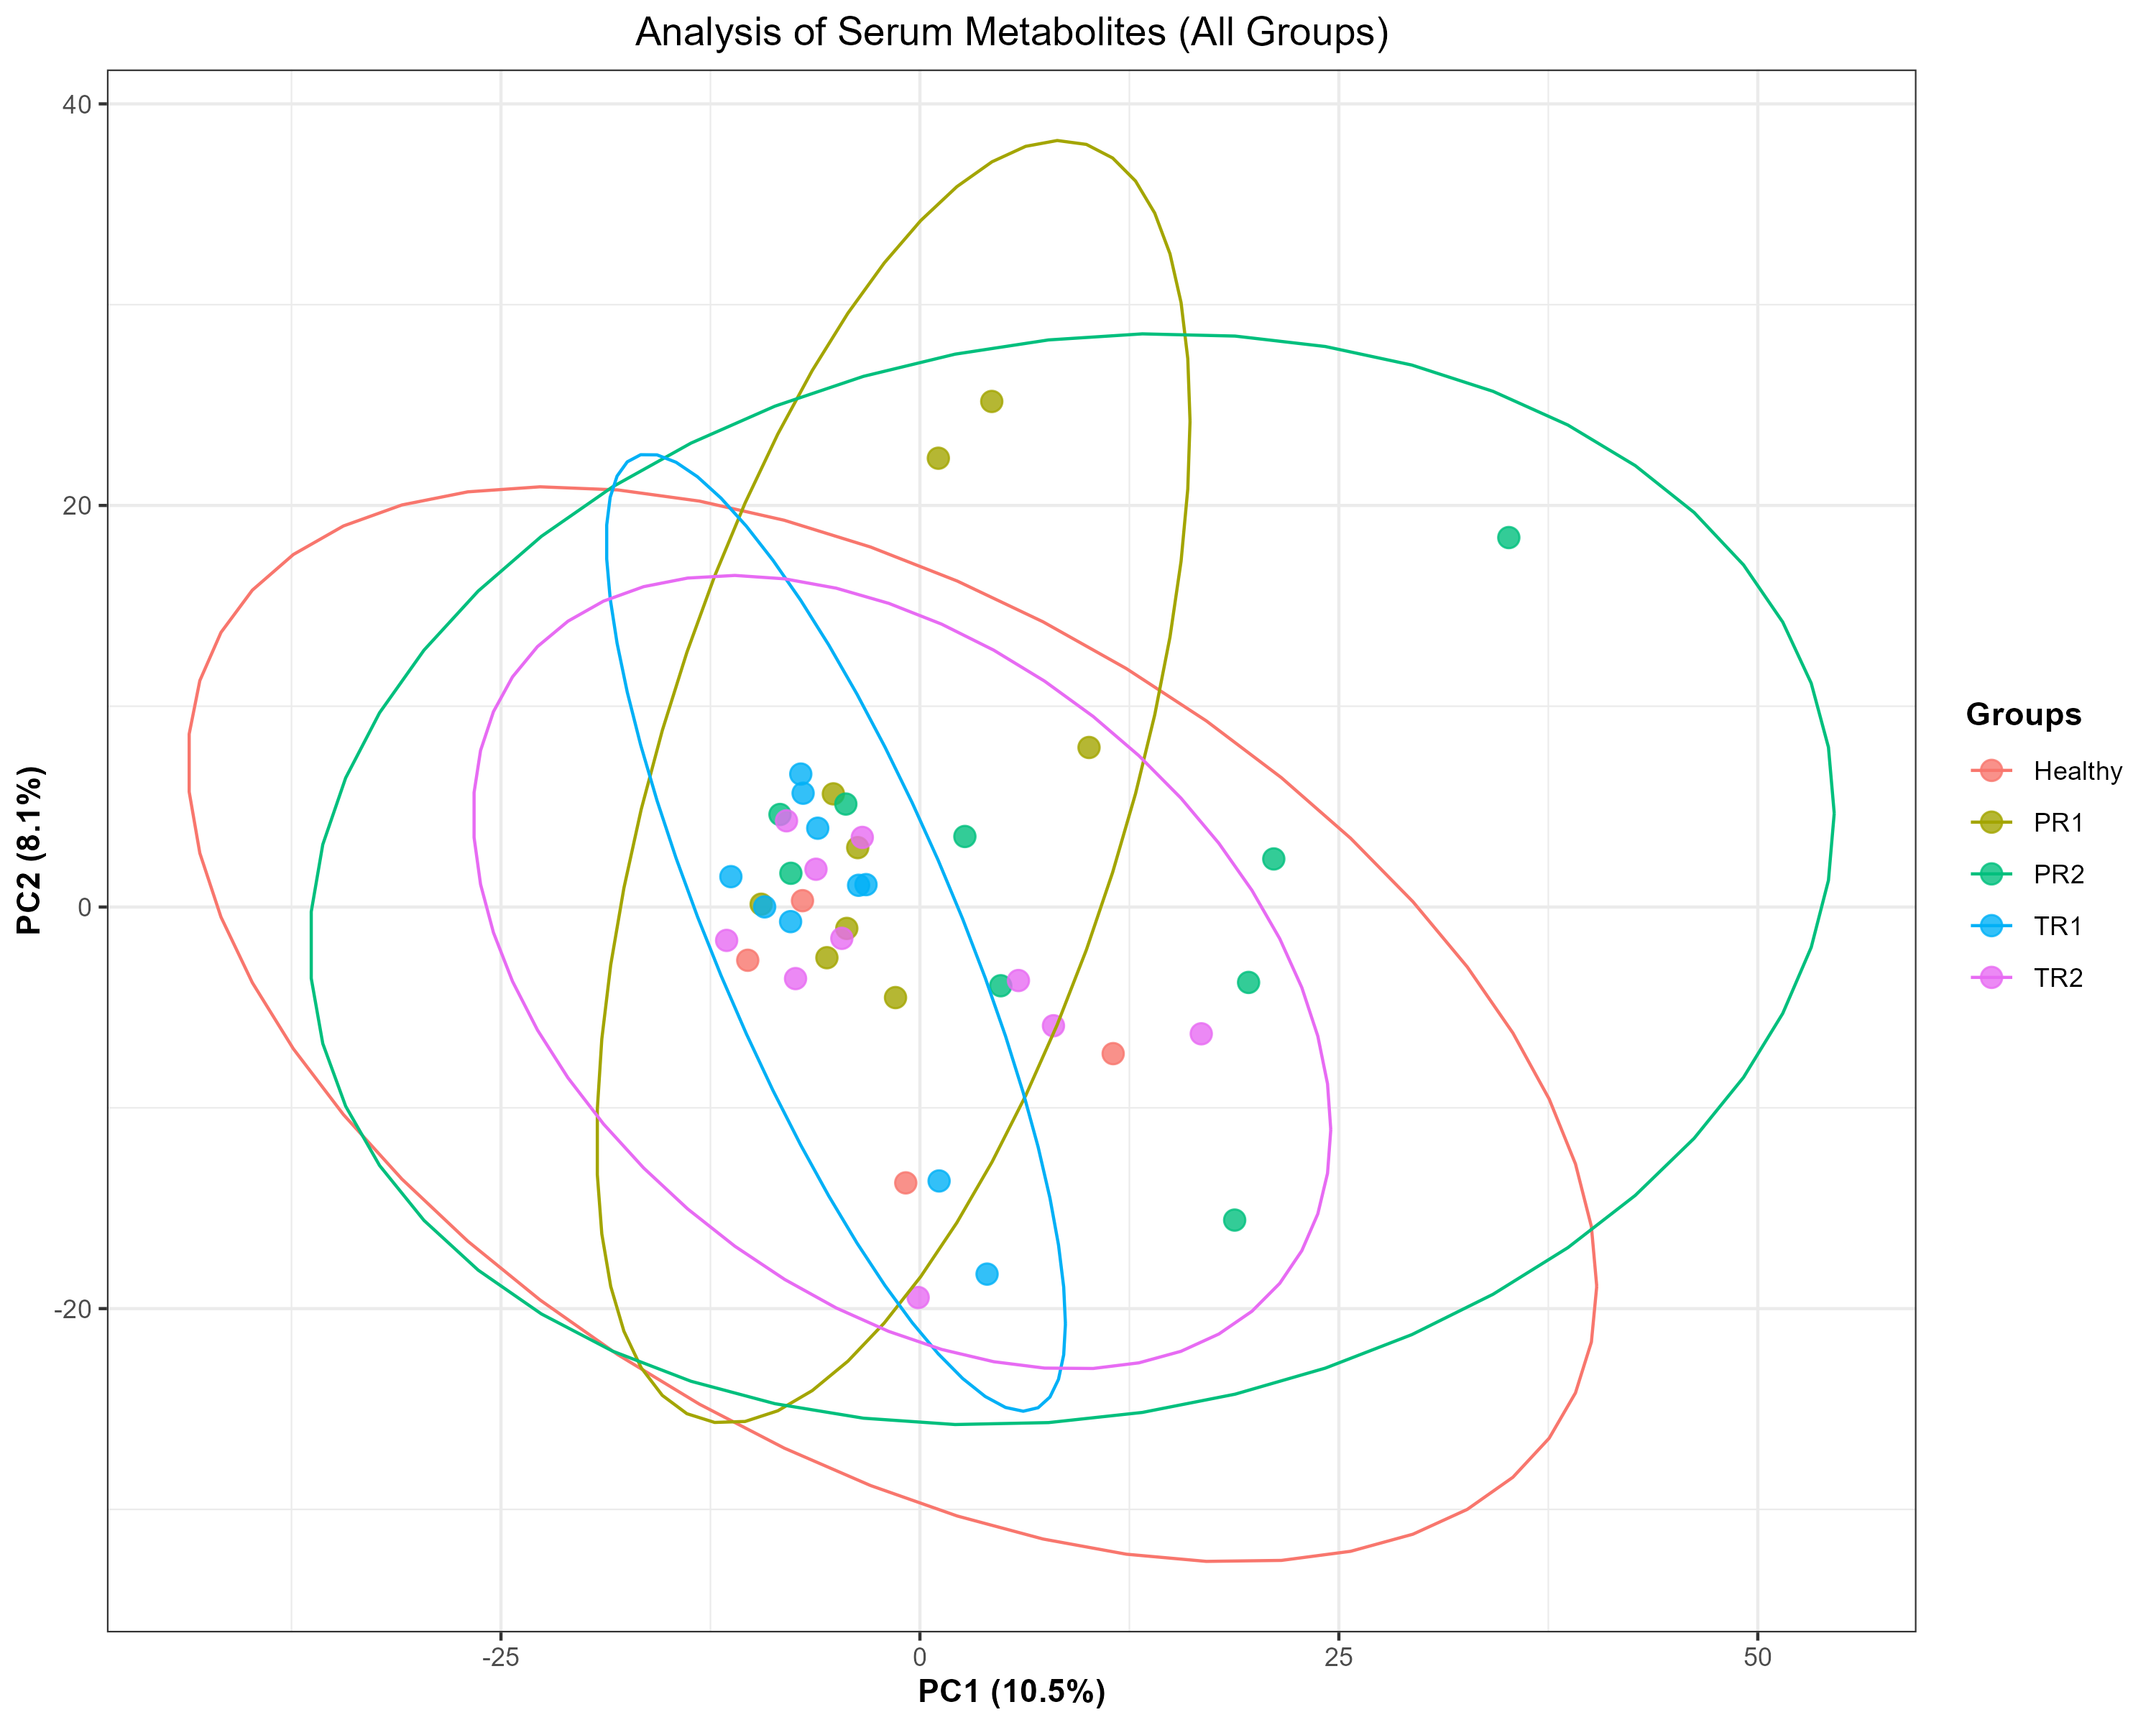 Analysis of Serum Metabolites (All Groups)
40
20
0
-20
PC2 (8.1%)
-25
0
25
50
PC1 (10.5%)
Groups
Healthy
PR1
PR2
TR1
TR2